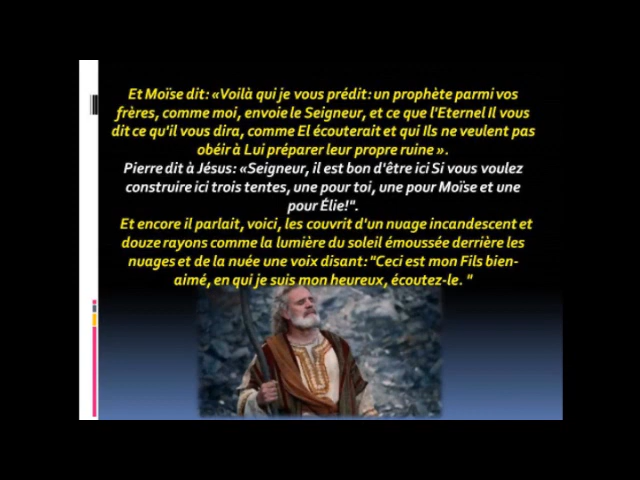 Et Moïse dit: «Voilà qui je vous prédit: un prophète parmi vos
frères, comme moi, envoie le Seigneur, et ce que l'Eternel Il vous
dit ce qu'il vous dira, comme El écouterait et qui Ils ne veulent pas
obéir à Lui préparer leur propre ruine ».
Pierre dit à Jésus: «Seigneur, il est bon d'être ici Si vous voulez
construire ici trois tentes, une pour toi, une pour Moïse et une
pour Élie!".
Et encore il parlait, voici, les couvrit d'un nuage incandescent et
douze rayons comme la lumière du soleil émoussée derrière les
nuages et de la nuée une voix disant: "Ceci est mon Fils bien-
aimé, en qui je suis mon heureux, écoutez-le. "